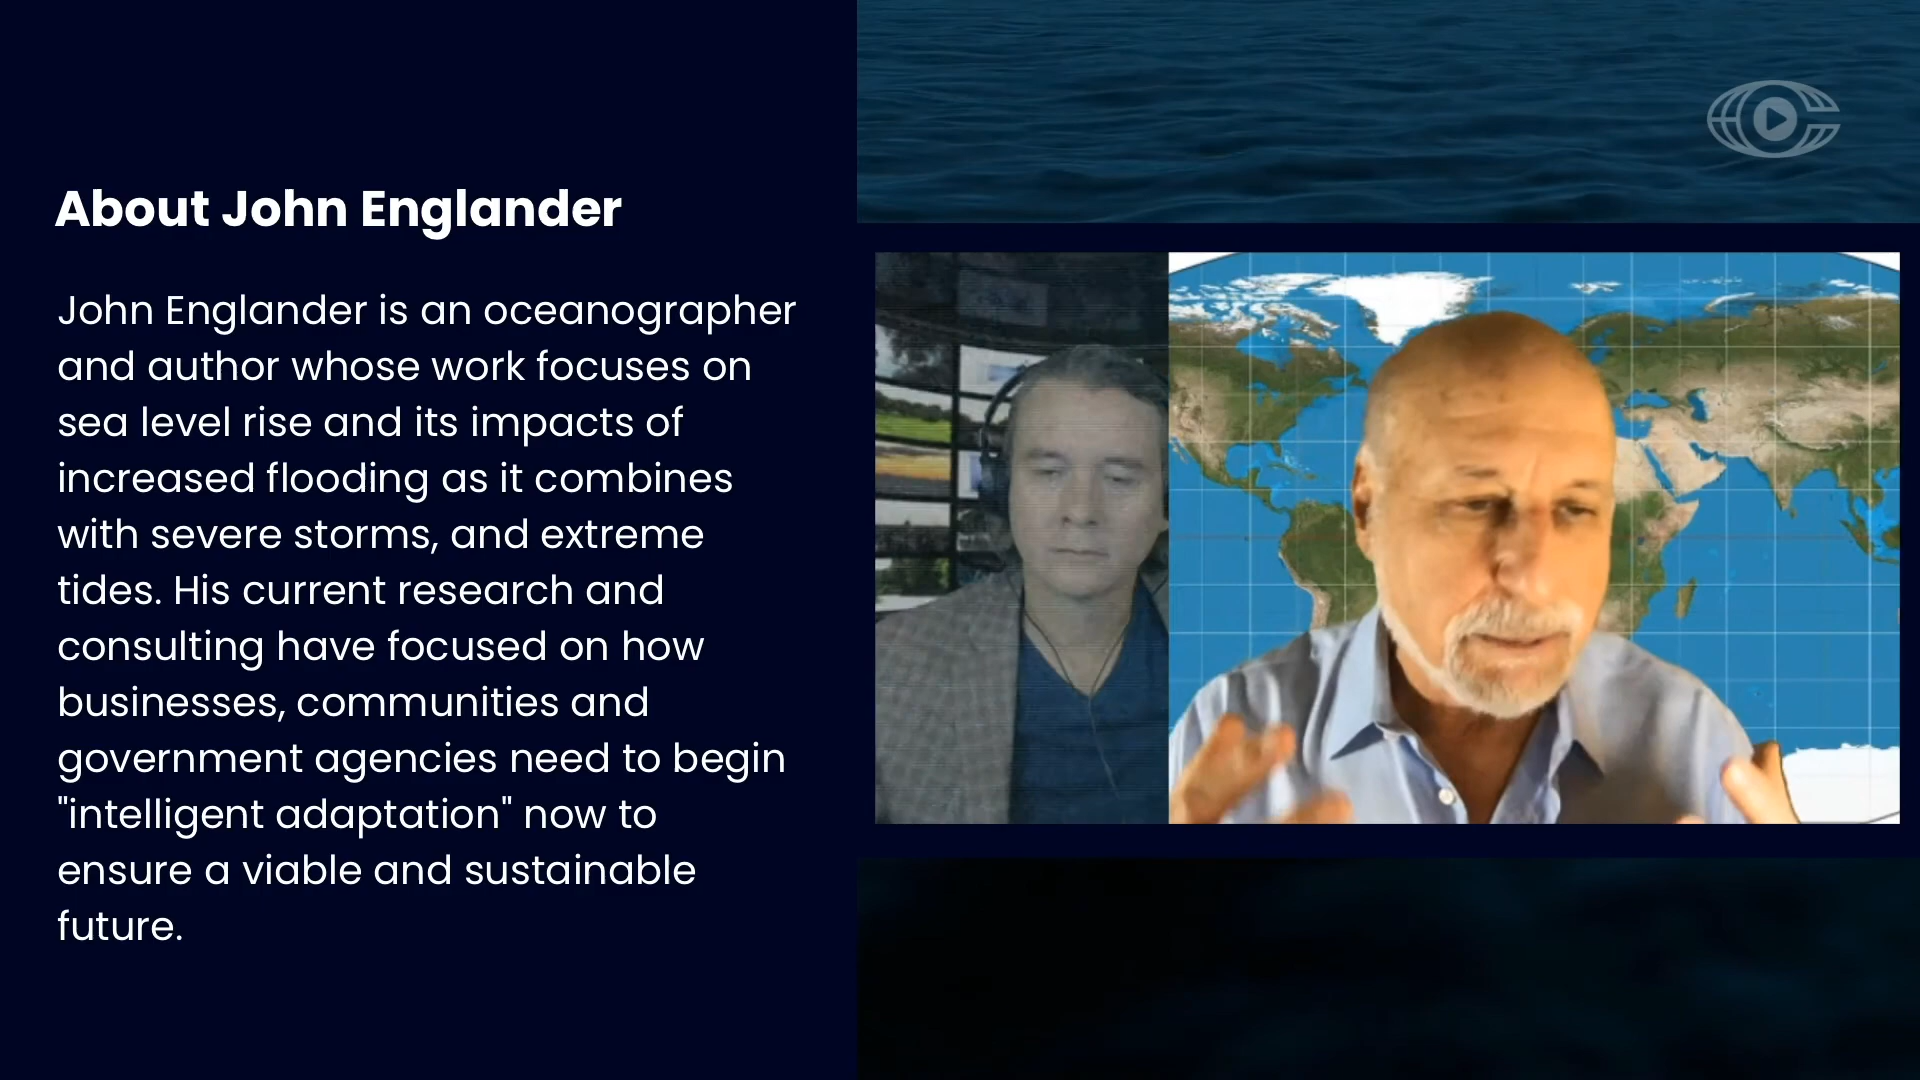 About John Englander
John Englander is an oceanographer
and author whose work focuses on
sea level rise and its impacts of
increased flooding as it combines
with severe storms, and extreme
tides. His current research and
consulting have focused on how
businesses, communities and
government agencies need to begin
"intelligent adaptation" now to
ensure a viable and sustainable
future.